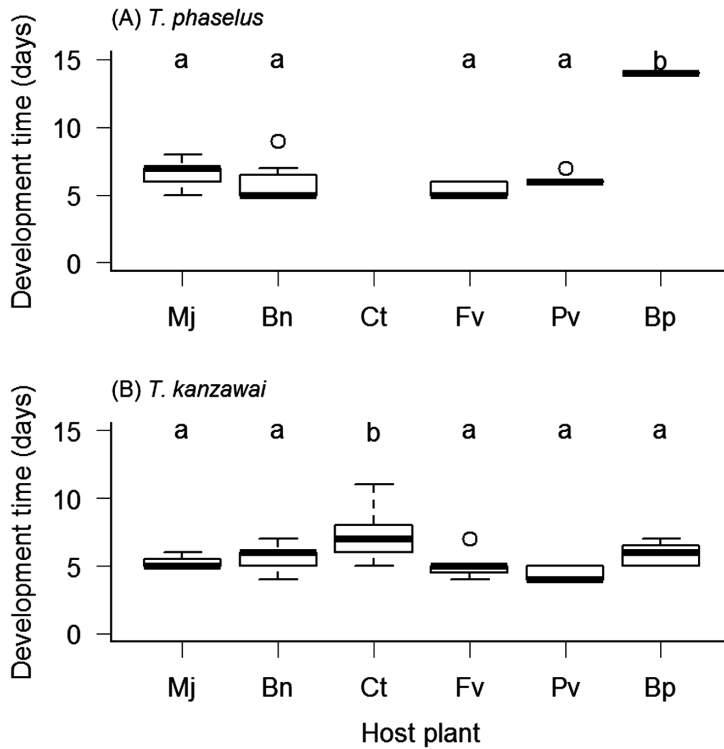 (A) T. phaselus
Development time (days)
15
10
5
0
a a a a b
Mj Bn Ct Fv Pv Bp
(B) T. kanzawai
Development time (days)
15
10
5
0
a a b a a a
Mj Bn Ct Fv Pv Bp
Host plant